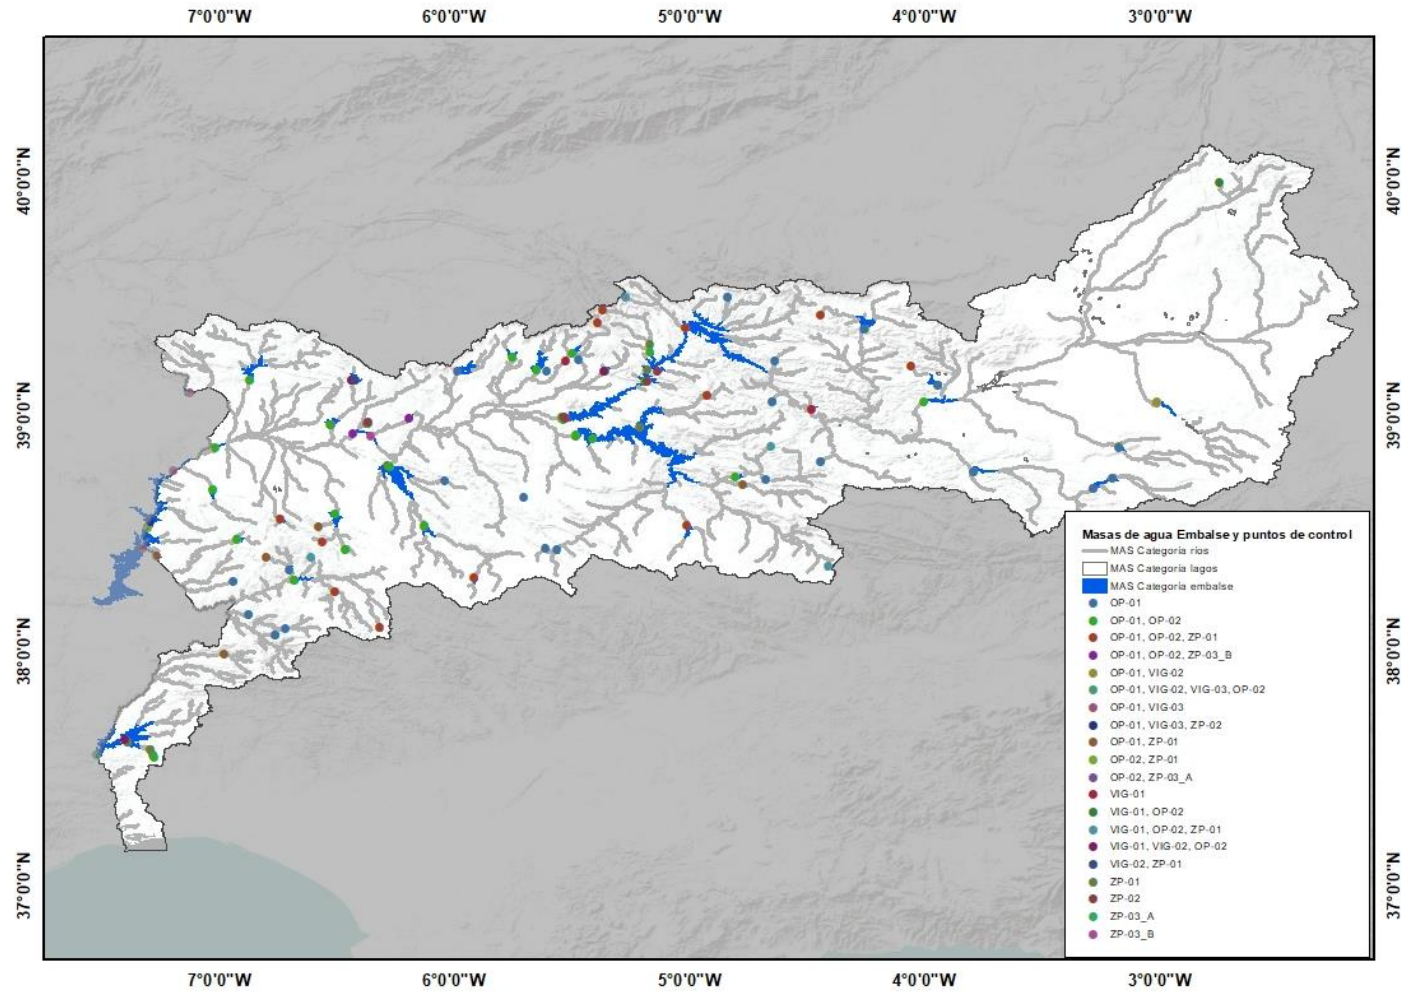 7°0'0"W 6°0'0"W 5°0'0"W 4°0'0"W 3°0'0"W
40°0'0"N
40°0'0"N
39°0'0"N
39°0'0"N
38°0'0"N
38°0'0"N
37°0'0"N
37°0'0"N
Masas de agua Embalse y puntos de control
MAS Categoría ríos
MAS Categoría lagos
MAS Categoría embalse
OP-01
OP-01, OP-02
OP-01, OP-02, ZP-01
OP-01, OP-02, ZP-03_B
OP-01, VIG-02
OP-01, VIG-02, VIG-03, OP-02
OP-01, VIG-03
OP-01, VIG-03, ZP-02
OP-01, ZP-01
OP-02, ZP-01
OP-02, ZP-03_A
VIG-01
VIG-01, OP-02
VIG-01, OP-02, ZP-01
VIG-01, VIG-02, OP-02
VIG-02, ZP-01
ZP-01
ZP-02
ZP-03_A
ZP-03_B
7°0'0"W 6°0'0"W 5°0'0"W 4°0'0"W 3°0'0"W